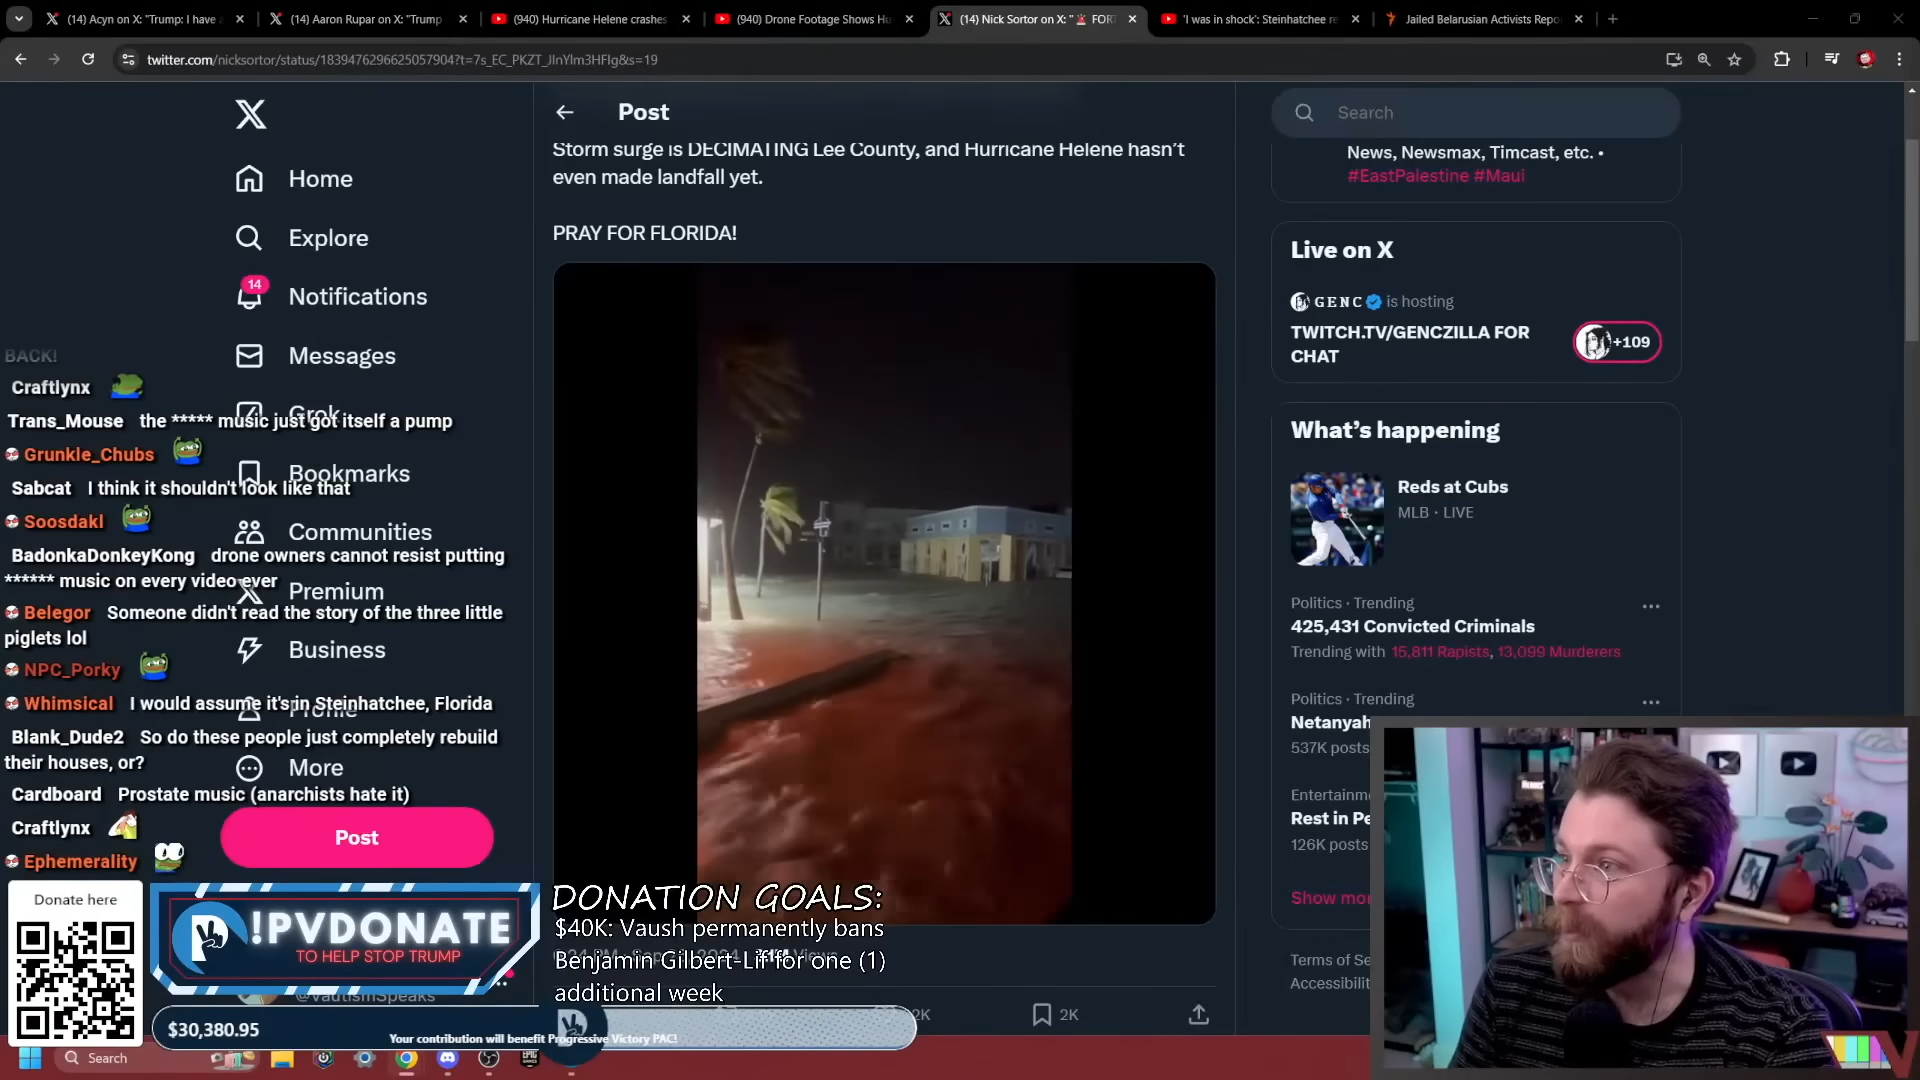 (14) Acyn on X: "Trump: I have a
(14) Aaron Rupar on X: "Trump
(940) Hurricane Helene crashes
(940) Drone Footage Shows Hu
(14) Nick Sortor on X: "🚨 FOR
'I was in shock': Steinhatchee re
Jailed Belarusian Activists Repo
twitter.com/nicksortor/status/1839476296625057904?t=7s_EC_PKZT_JlnYlm3HFIg&s=19
Home
Explore
14
Notifications
Messages
Grok
Bookmarks
Communities
Premium
Business
Profile
More
Post
Post
Storm surge is DECIMATING Lee County, and Hurricane Helene hasn't
even made landfall yet.
PRAY FOR FLORIDA!
2K
Search
News, Newsmax, Timcast, etc. •
#EastPalestine #Maui
Live on X
GENC is hosting
TWITCH.TV/GENCZILLA FOR
CHAT
+109
What's happening
Reds at Cubs
MLB · LIVE
Politics · Trending
425,431 Convicted Criminals
Trending with 15,811 Rapists, 13,099 Murderers
Politics · Trending
Netanyah
537K posts
Entertainme
Rest in Pe
126K posts
Show mor
Terms of Se
Accessibilit
BACK!
Craftlynx
Trans_Mouse the ***** music just got itself a pump
Grunkle_Chubs
Sabcat I think it shouldn't look like that
Soosdakl
BadonkaDonkeyKong drone owners cannot resist putting
****** music on every video ever
Belegor Someone didn't read the story of the three little
piglets lol
NPC_Porky
Whimsical I would assume it's in Steinhatchee, Florida
Blank_Dude2 So do these people just completely rebuild
their houses, or?
Cardboard Prostate music (anarchists hate it)
Craftlynx
Ephemerality
Donate here
!PVDONATE
TO HELP STOP TRUMP
@VautismSpeaks
$30,380.95
Your contribution will benefit Progressive Victory PAC!
DONATION GOALS:
$40K: Vaush permanently bans
Benjamin Gilbert-Lif for one (1)
additional week
Search
EPIC
GAMES